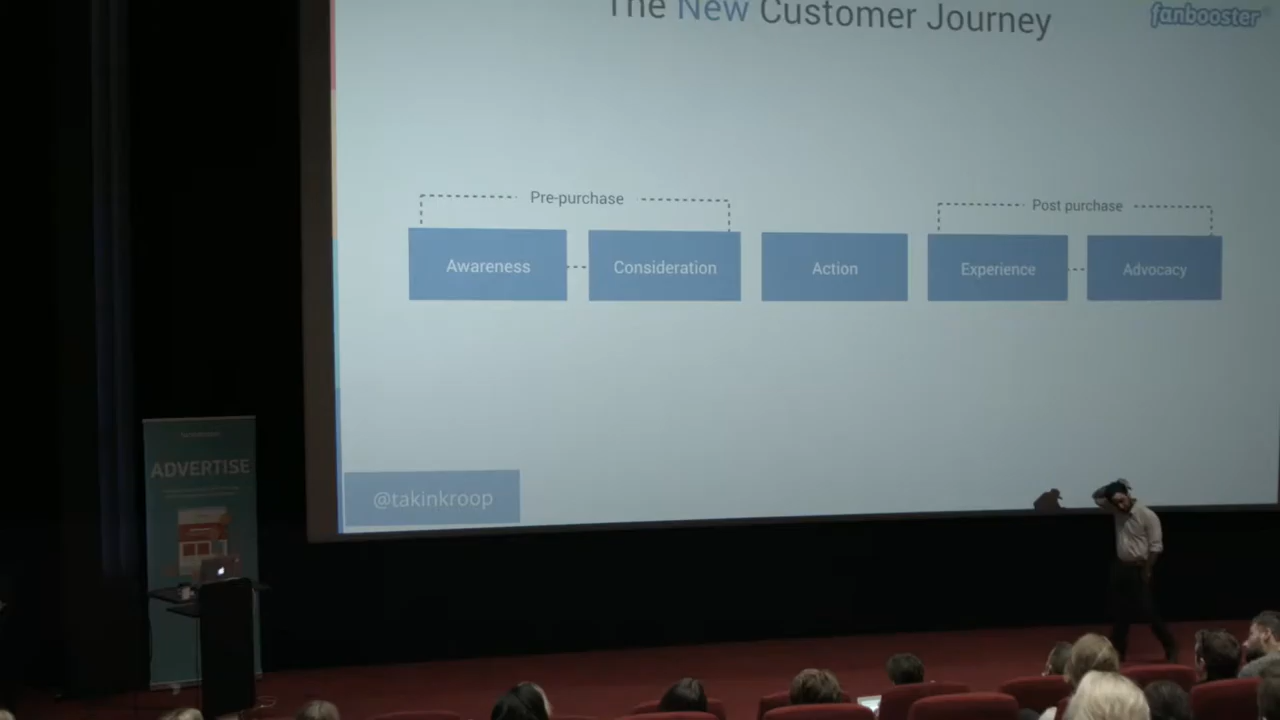 The New Customer Journey
fanbooster
Pre-purchase
Post purchase
Awareness
Consideration
Action
Experience
Advocacy
@takinkroop
ADVERTISE